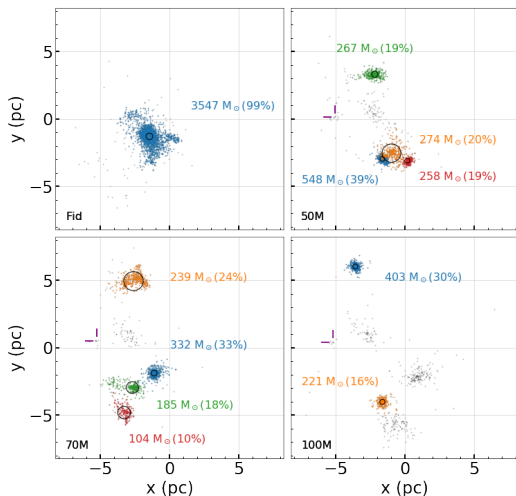 3547 M⊙(99%)
Fid
5
0
−5
y (pc)
267 M⊙(19%)
274 M⊙(20%)
548 M⊙(39%)
258 M⊙(19%)
50M
239 M⊙(24%)
332 M⊙(33%)
185 M⊙(18%)
104 M⊙(10%)
70M
5
0
−5
y (pc)
−5
0
5
x (pc)
403 M⊙(30%)
221 M⊙(16%)
100M
−5
0
5
x (pc)